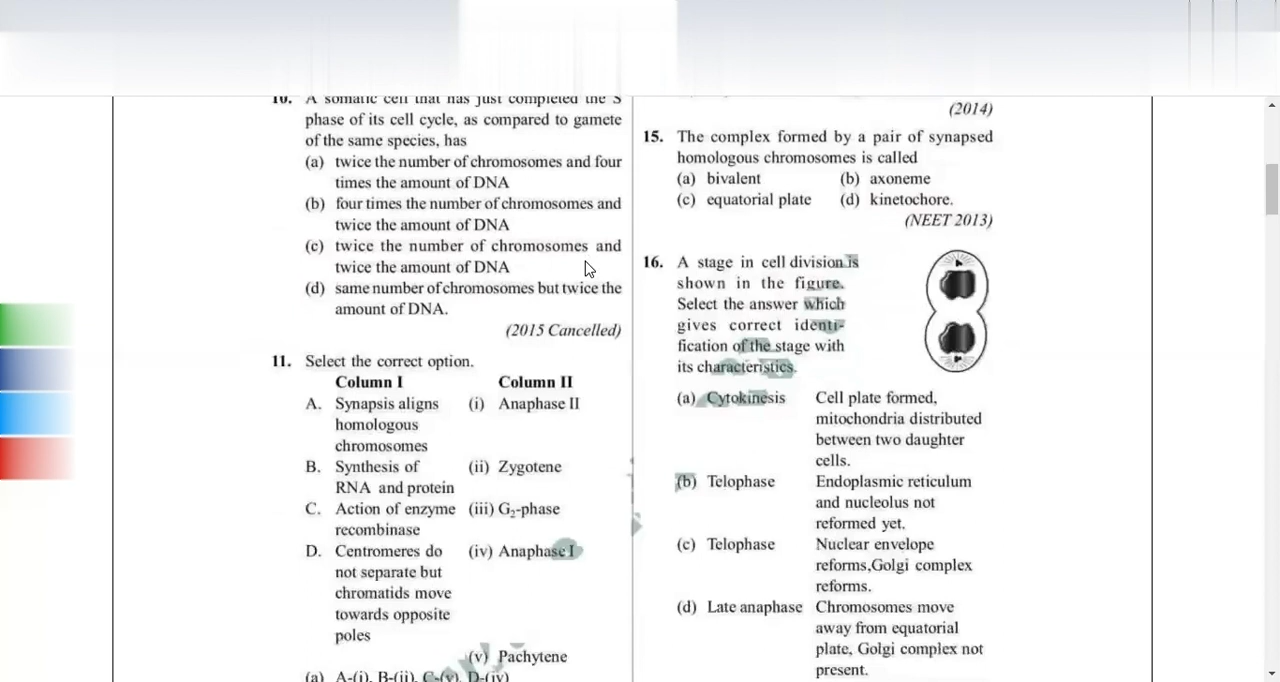 10. A somatic cell that has just completed the S
phase of its cell cycle, as compared to gamete
of the same species, has
(a) twice the number of chromosomes and four
times the amount of DNA
(b) four times the number of chromosomes and
twice the amount of DNA
(c) twice the number of chromosomes and
twice the amount of DNA
(d) same number of chromosomes but twice the
amount of DNA.
(2015 Cancelled)
11. Select the correct option.
Column I Column II
A. Synapsis aligns (i) Anaphase II
homologous
chromosomes
B. Synthesis of (ii) Zygotene
RNA and protein
C. Action of enzyme (iii) G₂-phase
recombinase
D. Centromeres do (iv) Anaphase I
not separate but
chromatids move
towards opposite
poles
(v) Pachytene
(a) A-(i), B-(ii), C-(v), D-(iv)
(2014)
15. The complex formed by a pair of synapsed
homologous chromosomes is called
(a) bivalent (b) axoneme
(c) equatorial plate (d) kinetochore.
(NEET 2013)
16. A stage in cell division is
shown in the figure.
Select the answer which
gives correct identi-
fication of the stage with
its characteristics.
(a) Cytokinesis Cell plate formed,
mitochondria distributed
between two daughter
cells.
(b) Telophase Endoplasmic reticulum
and nucleolus not
reformed yet.
(c) Telophase Nuclear envelope
reforms,Golgi complex
reforms.
(d) Late anaphase Chromosomes move
away from equatorial
plate, Golgi complex not
present.